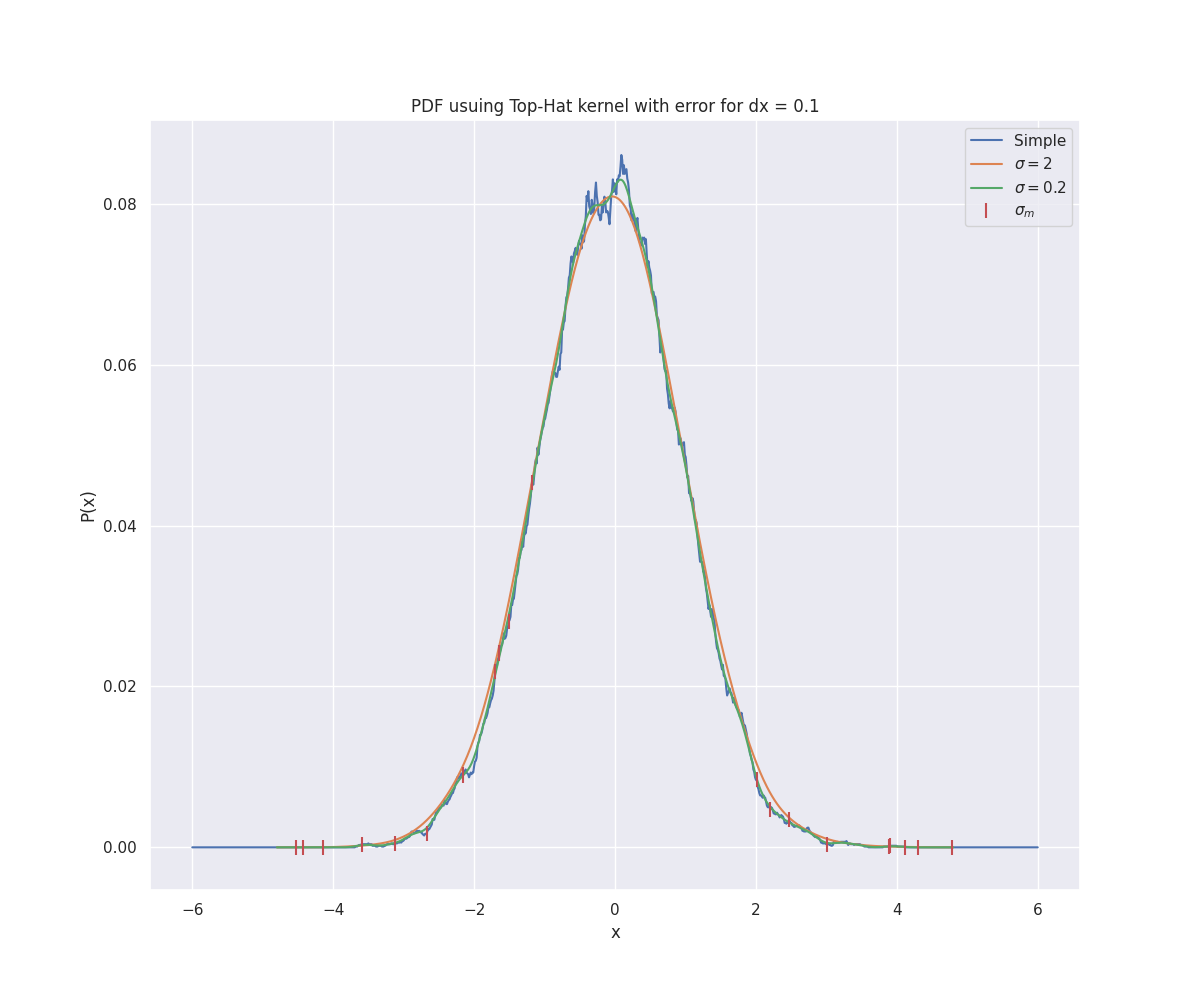 PDF usuing Top-Hat kernel with error for dx = 0.1
Simple
σ = 2
σ = 0.2
σₘ
P(x)
0.08
0.06
0.04
0.02
0.00
−6
−4
−2
0
2
4
6
x